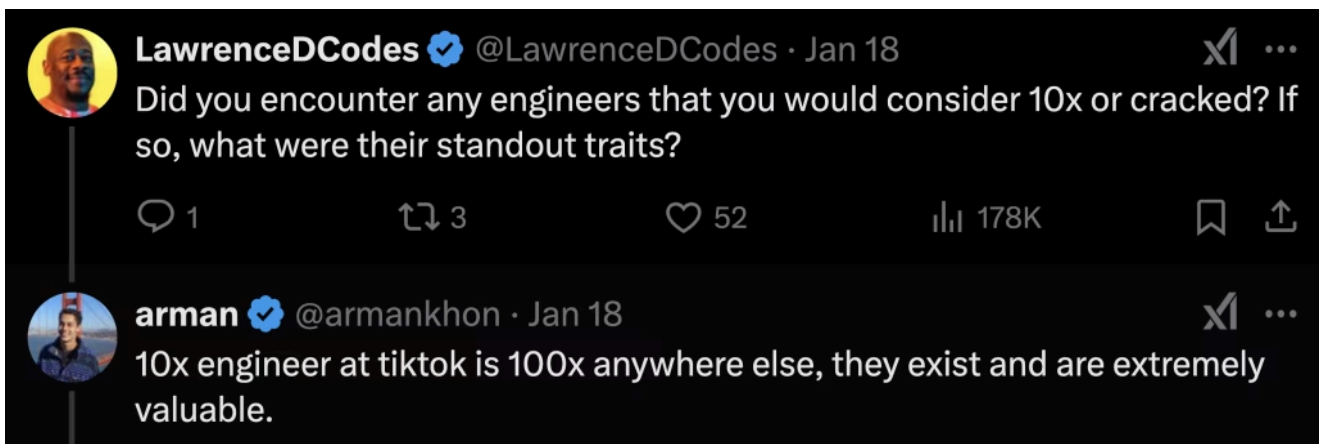 LawrenceDCodes @LawrenceDCodes · Jan 18
Did you encounter any engineers that you would consider 10x or cracked? If
so, what were their standout traits?
1 3 52 178K
arman @armankhon · Jan 18
10x engineer at tiktok is 100x anywhere else, they exist and are extremely
valuable.